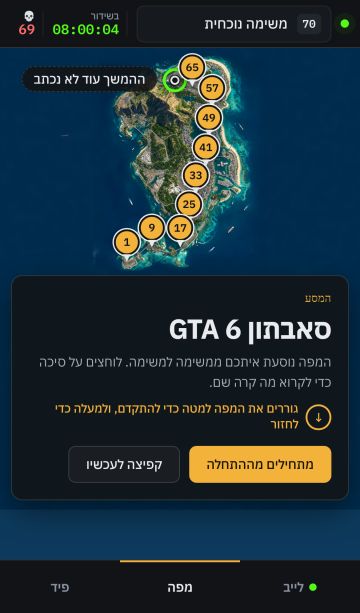 משימה נוכחית 70
בשידור
08:00:04
69
ההמשך עוד לא נכתב
65
57
49
41
33
25
17
9
1
המסע
סאבתון GTA 6
המפה נוסעת איתכם ממשימה למשימה. לוחצים על סיכה
כדי לקרוא מה קרה שם.
גוררים את המפה למטה כדי להתקדם, ולמעלה כדי
לחזור
מתחילים מההתחלה
קפיצה לעכשיו
לייב
מפה
פיד